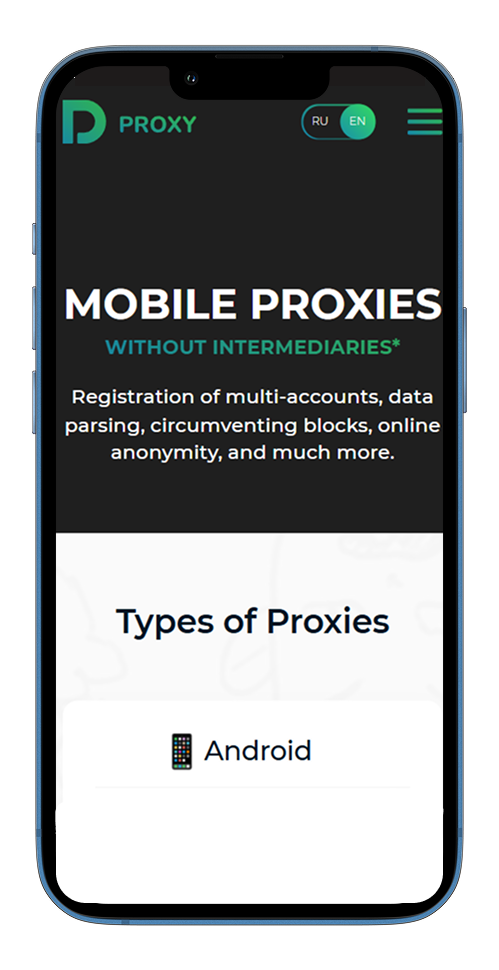 PROXY
RU EN
MOBILE PROXIES
WITHOUT INTERMEDIARIES*
Registration of multi-accounts, data
parsing, circumventing blocks, online
anonymity, and much more.
Types of Proxies
Android